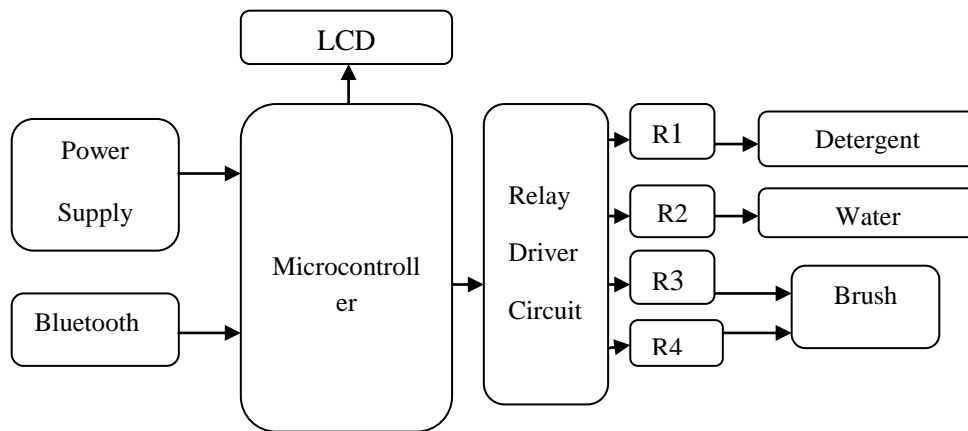 LCD
Power
Supply
Bluetooth
Microcontroll
er
Relay
Driver
Circuit
R1
R2
R3
R4
Detergent
Water
Brush